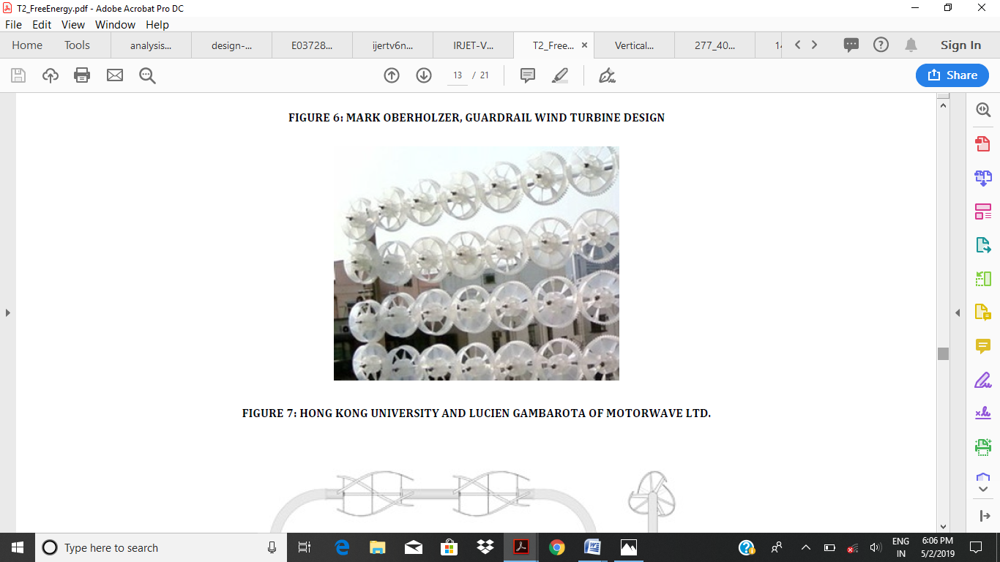 T2_FreeEnergy.pdf - Adobe Acrobat Pro DC
File Edit View Window Help
Home Tools analysis... design-... E03728... ijertv6n... IRJET-V... T2_Free... Vertical... 277_40... Sign In
13 / 21 Share
FIGURE 6: MARK OBERHOLZER, GUARDRAIL WIND TURBINE DESIGN
FIGURE 7: HONG KONG UNIVERSITY AND LUCIEN GAMBAROTA OF MOTORWAVE LTD.
Type here to search
ENG 6:06 PM
IN 5/2/2019